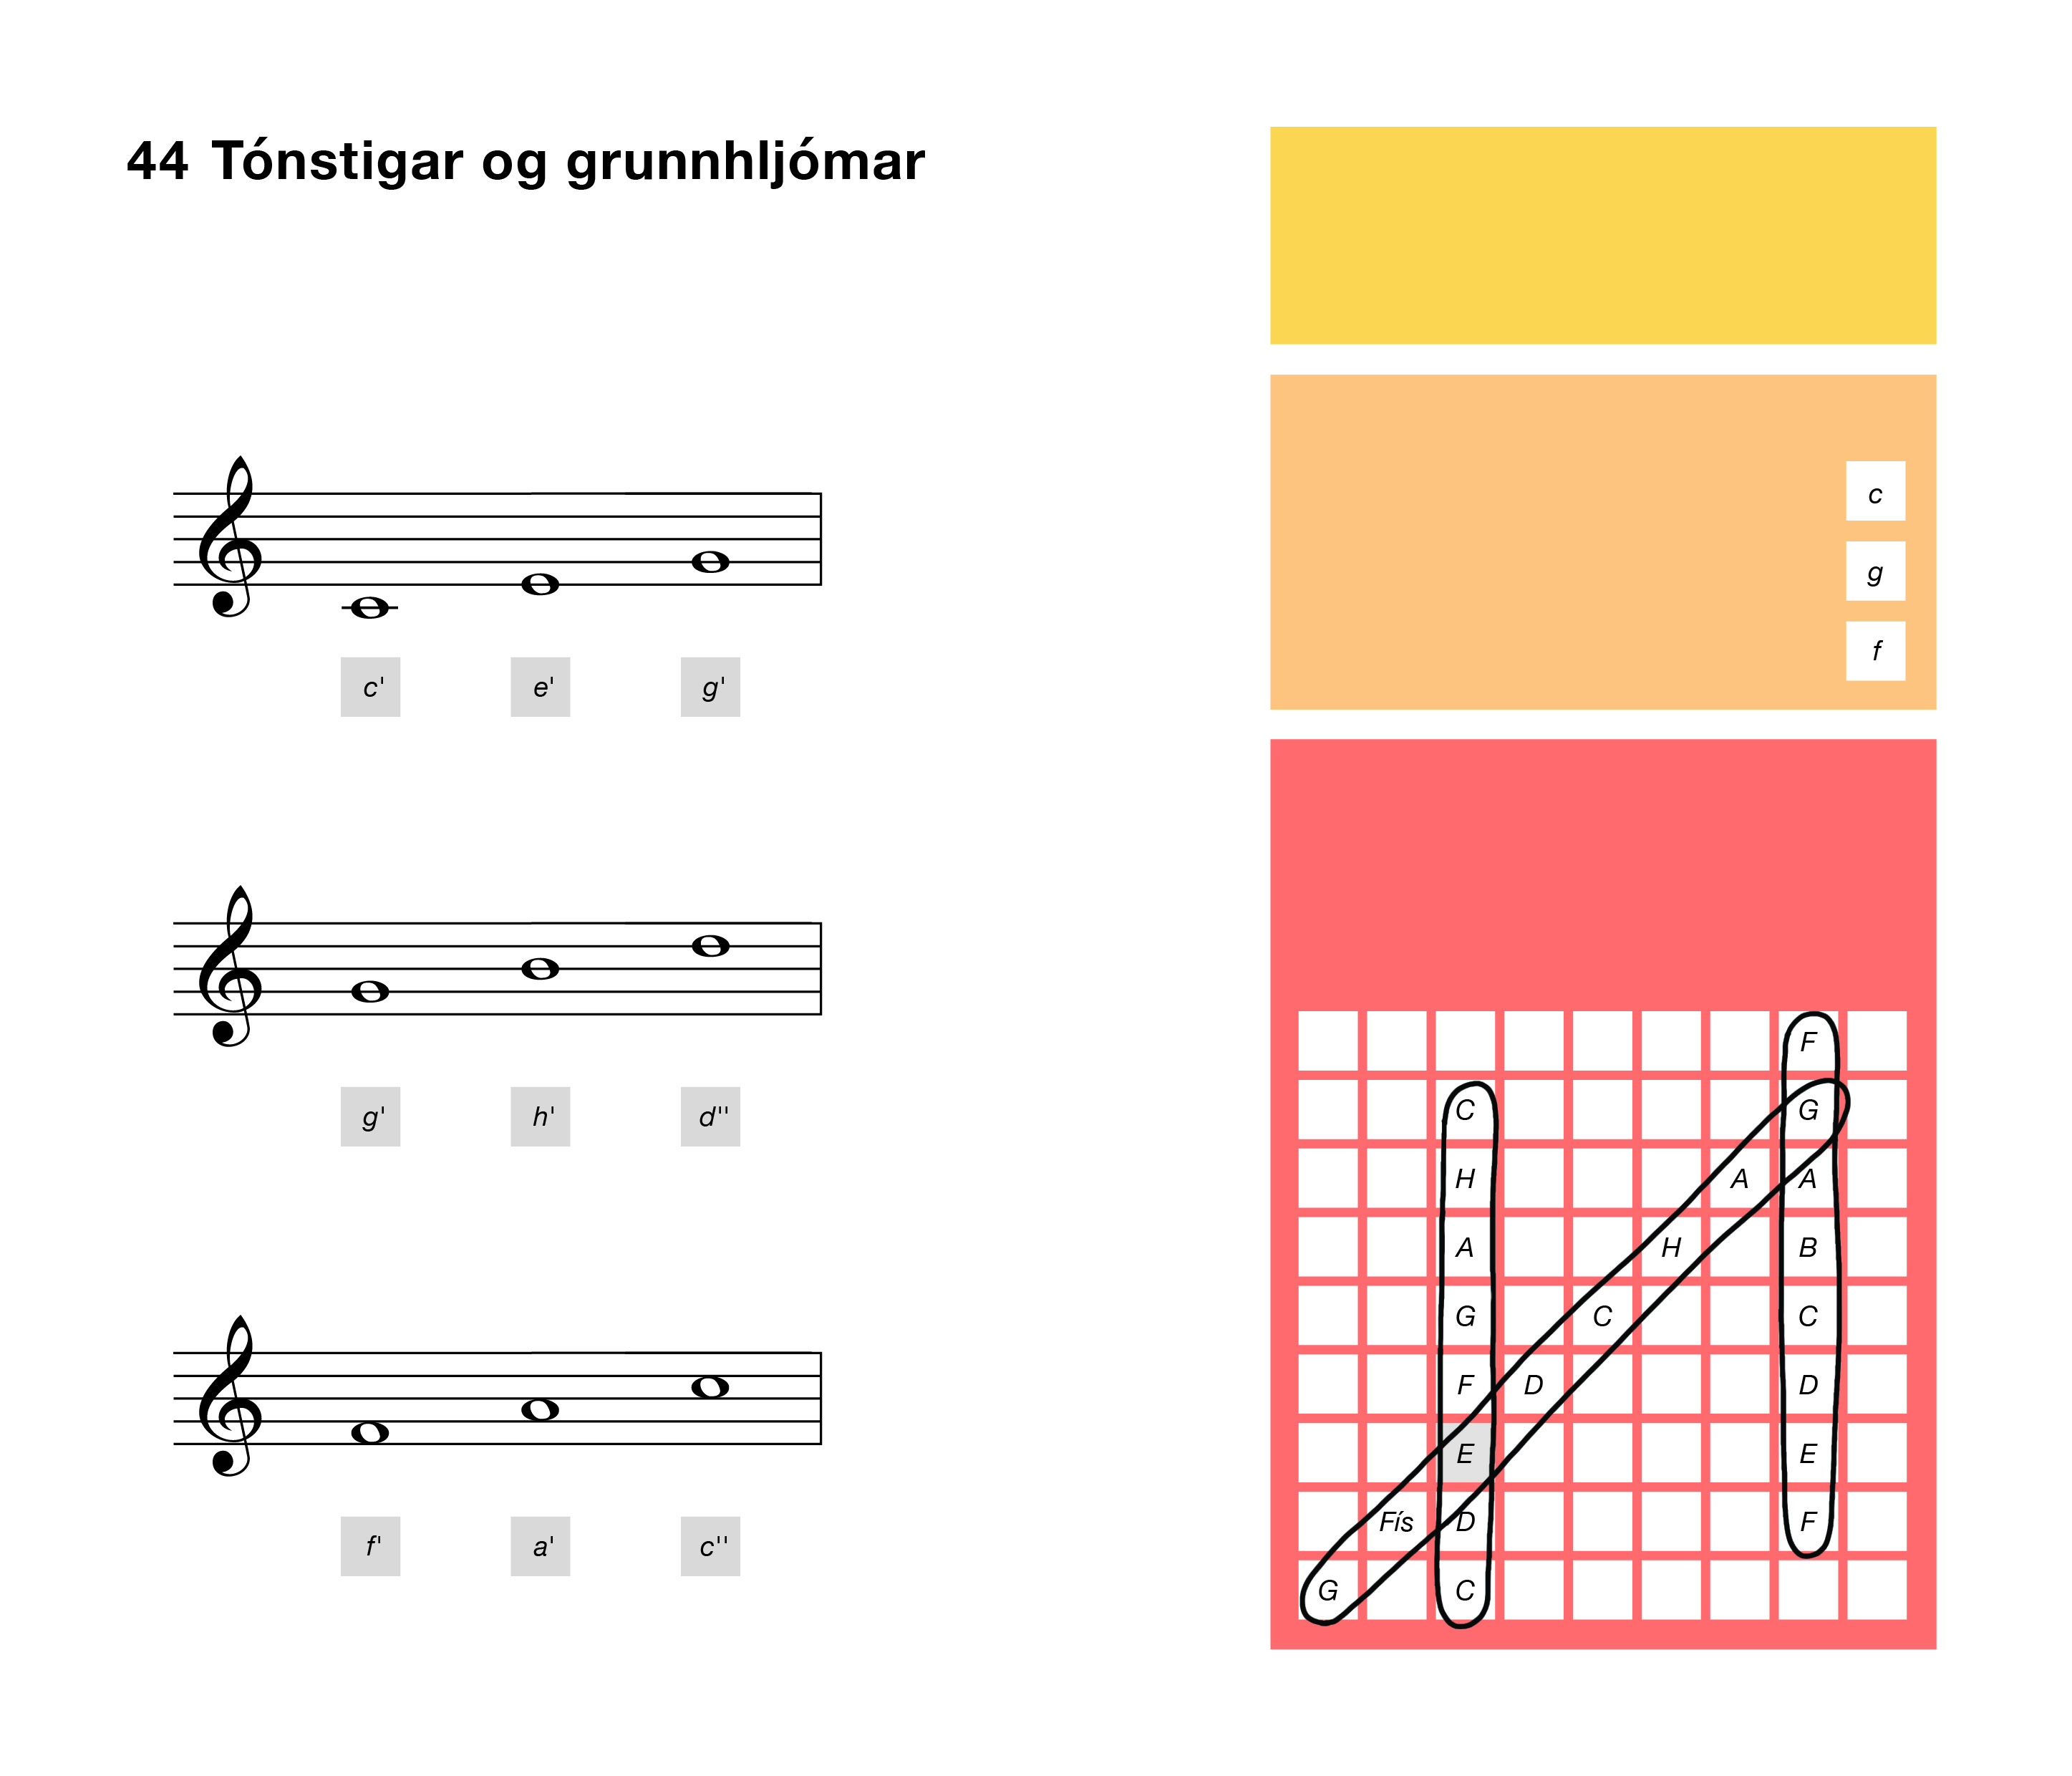 44 Tónstigar og grunnhljómar
c' e' g'
g' h' d''
f' a' c''
c
g
f
F
C G
H A A
A H B
G C C
F D D
E E
Fís D F
G C